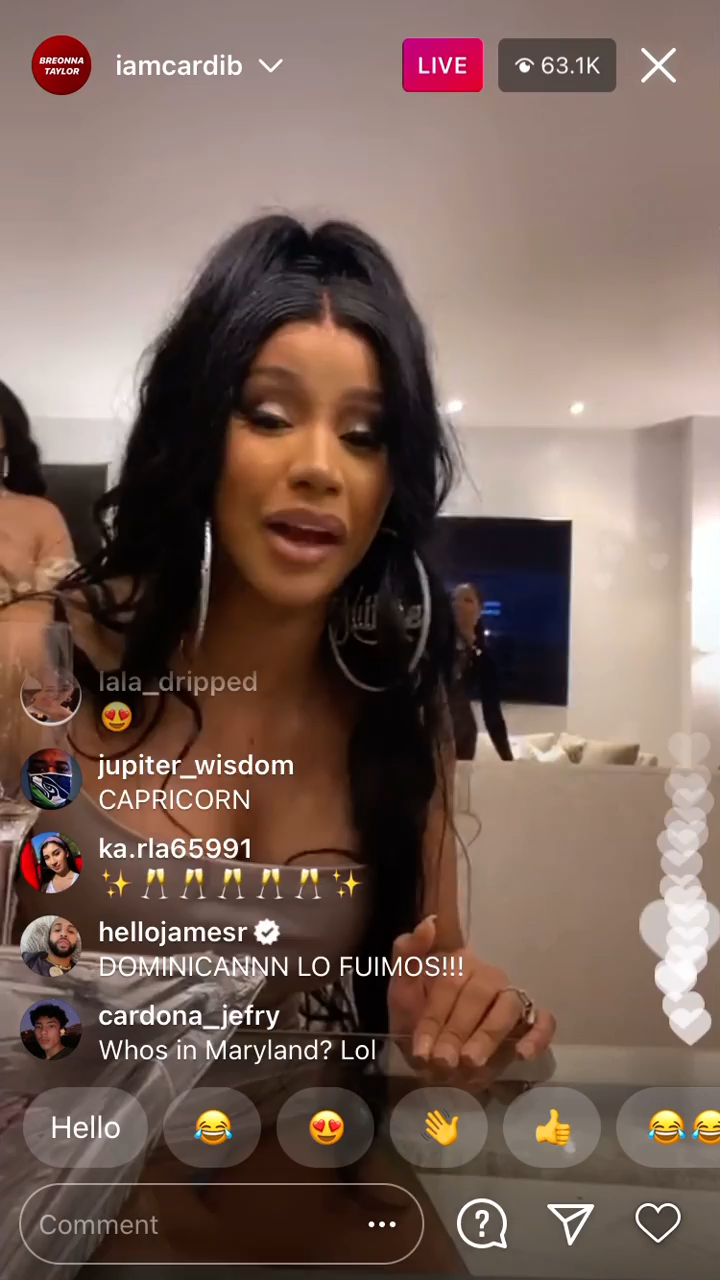 BREONNA
TAYLOR
iamcardib
LIVE
63.1K
lala_dripped
😍
jupiter_wisdom
CAPRICORN
ka.rla65991
✨🥂🥂🥂🥂🥂✨
hellojamesr
DOMINICANNN LO FUIMOS!!!
cardona_jefry
Whos in Maryland? Lol
Hello 😂 😍 👋 👍 😂😂
Comment